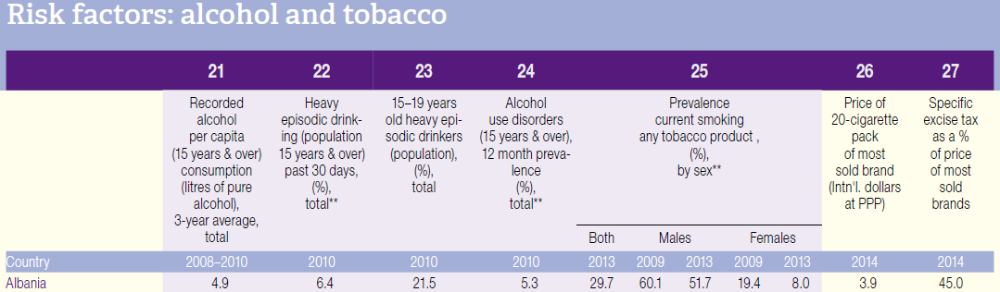 Risk factors: alcohol and tobacco
21 22 23 24 25 26 27
Recorded
alcohol
per capita
(15 years & over)
consumption
(litres of pure
alcohol),
3-year average,
total
Heavy
episodic drink-
ing (population
15 years & over)
past 30 days,
(%),
total**
15–19 years
old heavy epi-
sodic drinkers
(population),
(%),
total
Alcohol
use disorders
(15 years & over),
12 month preva-
lence
(%),
total**
Prevalence
current smoking
any tobacco product ,
(%),
by sex**
Price of
20-cigarette
pack
of most
sold brand
(Intn'l. dollars
at PPP)
Specific
excise tax
as a %
of price
of most
sold
brands
Both Males Females
Country 2008–2010 2010 2010 2010 2013 2009 2013 2009 2013 2014 2014
Albania 4.9 6.4 21.5 5.3 29.7 60.1 51.7 19.4 8.0 3.9 45.0